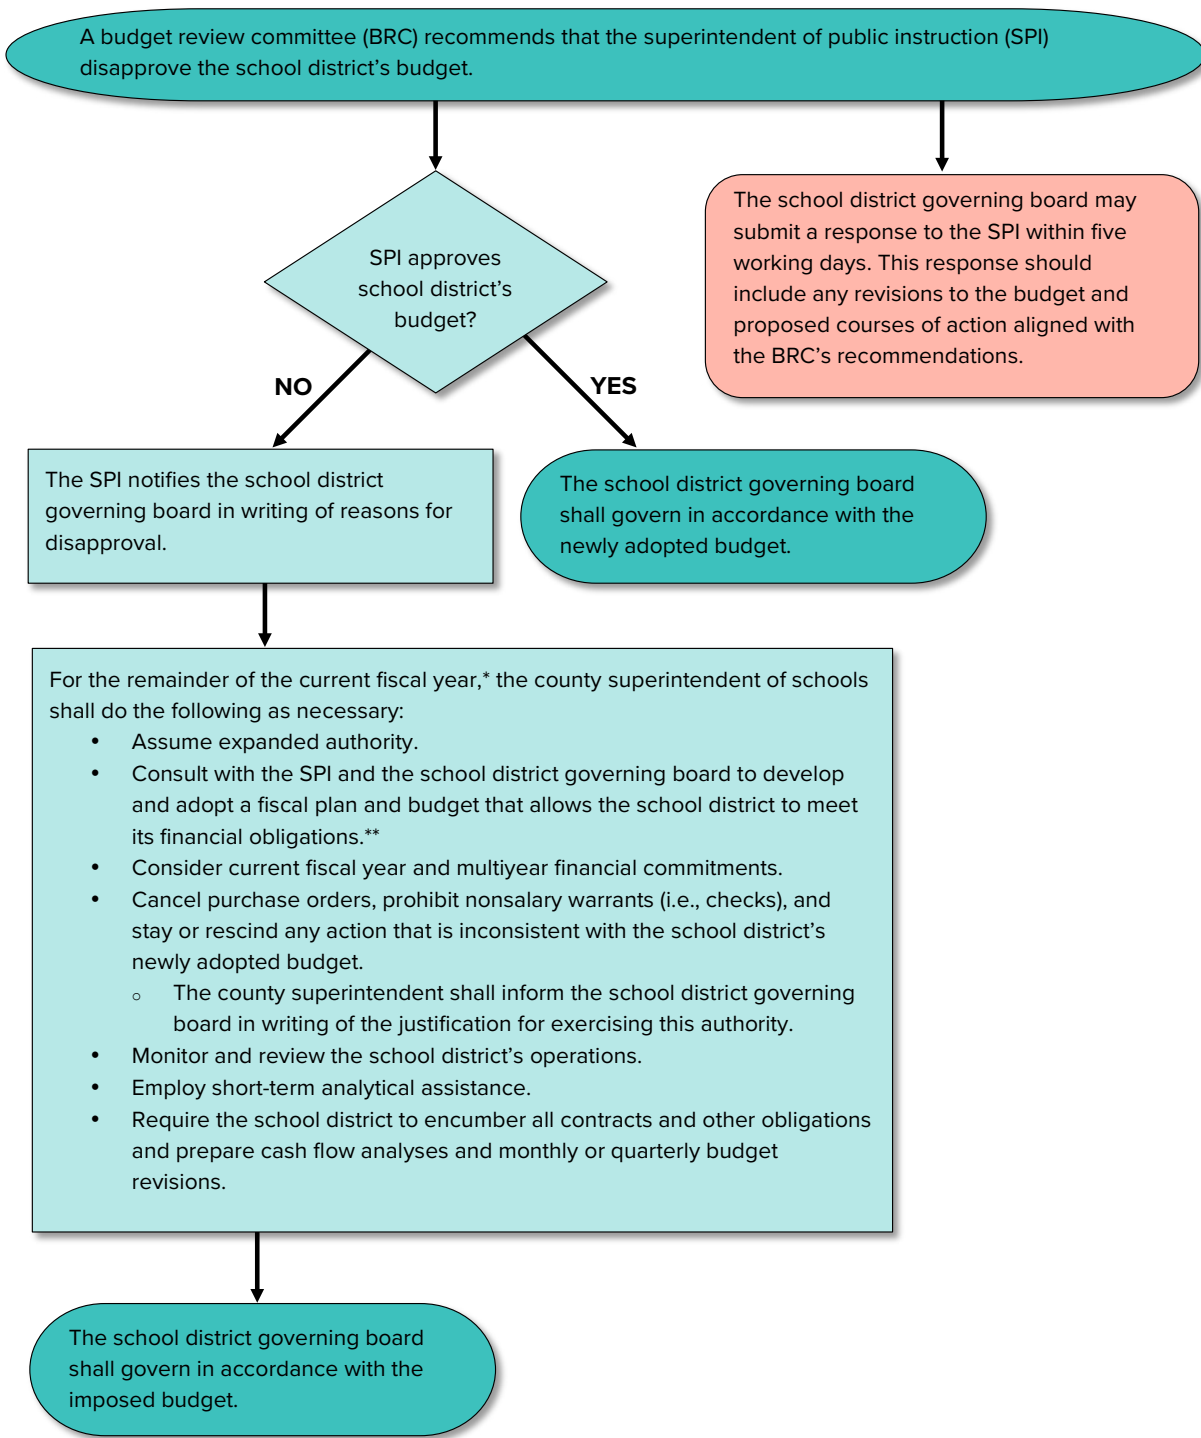 A budget review committee (BRC) recommends that the superintendent of public instruction (SPI)
disapprove the school district’s budget.
SPI approves
school district’s
budget?
The school district governing board may
submit a response to the SPI within five
working days. This response should
include any revisions to the budget and
proposed courses of action aligned with
the BRC’s recommendations.
NO
YES
The SPI notifies the school district
governing board in writing of reasons for
disapproval.
The school district governing board
shall govern in accordance with the
newly adopted budget.
For the remainder of the current fiscal year,* the county superintendent of schools
shall do the following as necessary:
• Assume expanded authority.
• Consult with the SPI and the school district governing board to develop
and adopt a fiscal plan and budget that allows the school district to meet
its financial obligations.**
• Consider current fiscal year and multiyear financial commitments.
• Cancel purchase orders, prohibit nonsalary warrants (i.e., checks), and
stay or rescind any action that is inconsistent with the school district’s
newly adopted budget.
○ The county superintendent shall inform the school district governing
board in writing of the justification for exercising this authority.
• Monitor and review the school district’s operations.
• Employ short-term analytical assistance.
• Require the school district to encumber all contracts and other obligations
and prepare cash flow analyses and monthly or quarterly budget
revisions.
The school district governing board
shall govern in accordance with the
imposed budget.